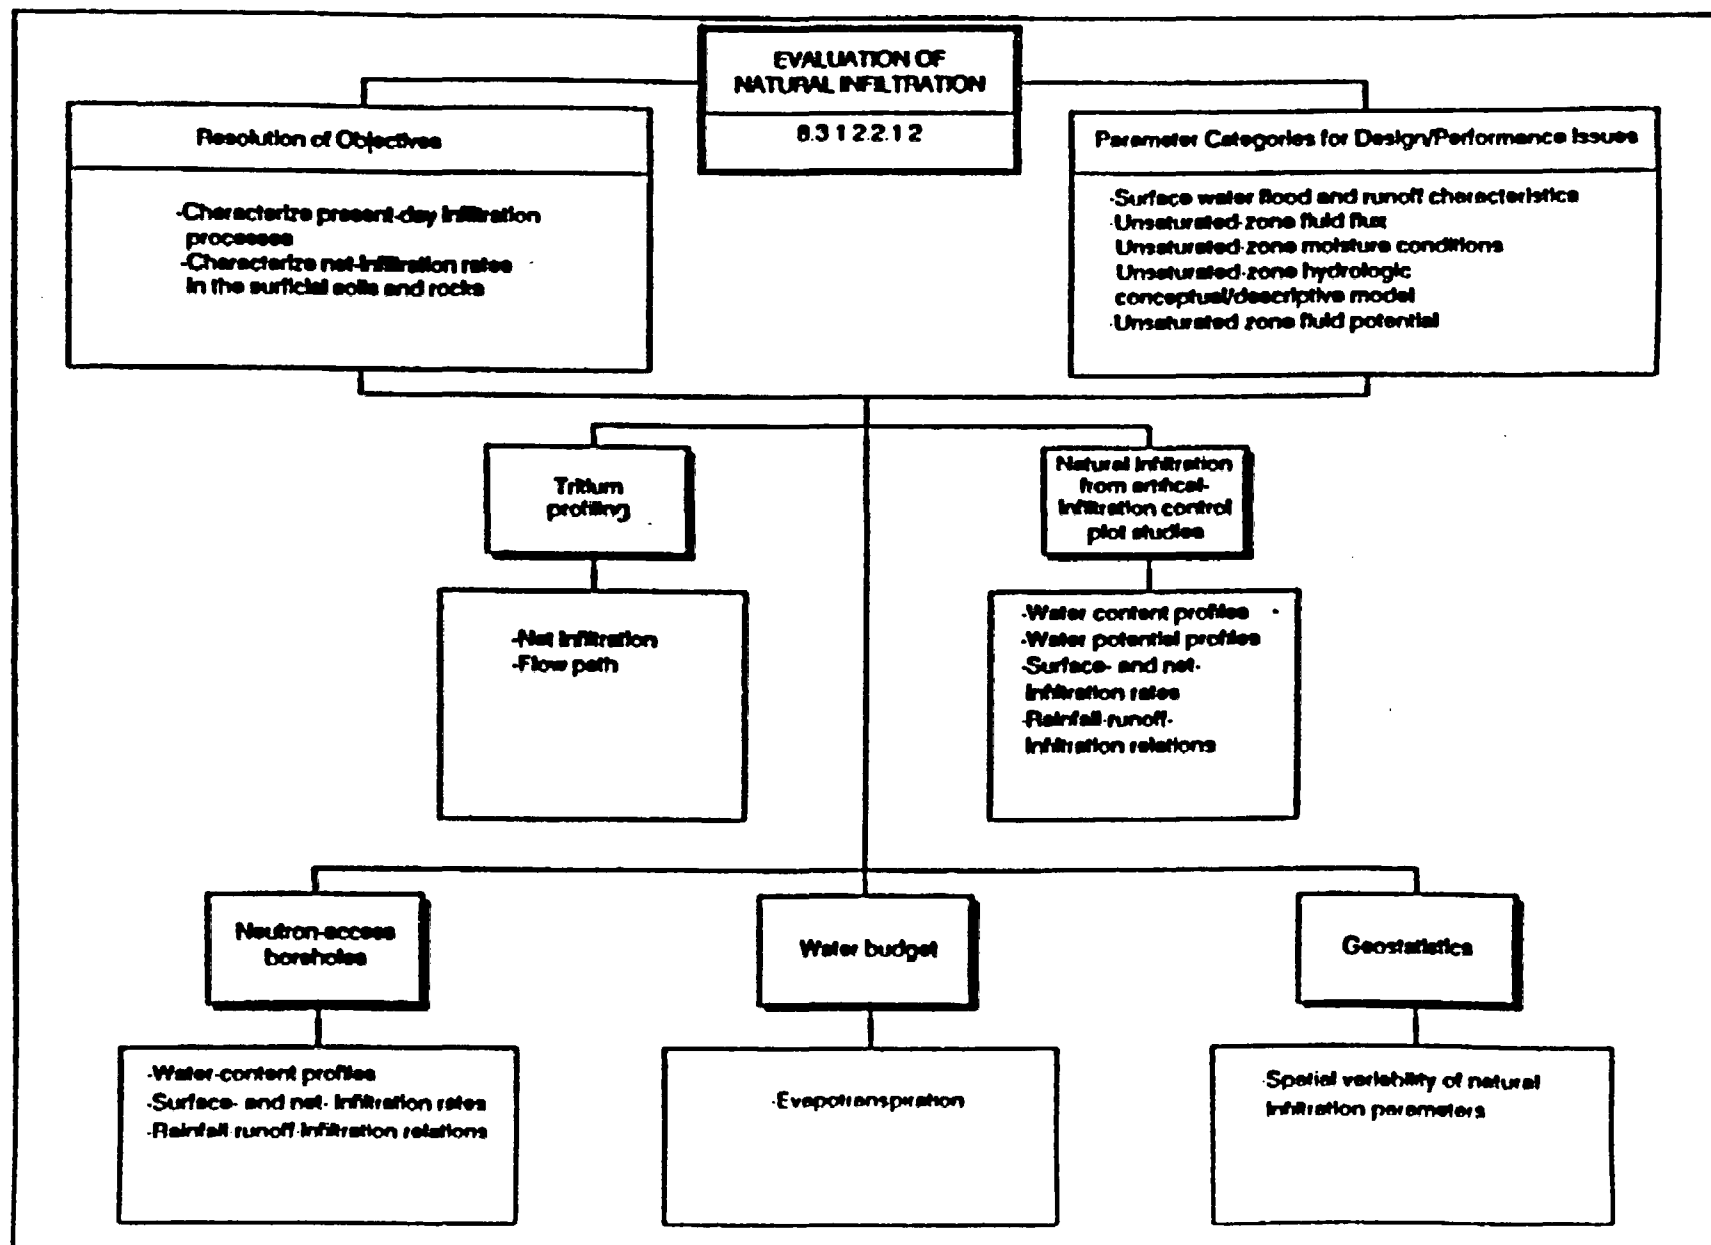 EVALUATION OF
NATURAL INFILTRATION
8.3 1 2.2.1 2
Resolution of Objectives
-Characterize present-day infiltration
processes
-Characterize net-infiltration rates
in the surficial soils and rocks
Parameter Categories for Design/Performance Issues
-Surface water flood and runoff characteristics
-Unsaturated-zone fluid flux
Unsaturated-zone moisture conditions
Unsaturated-zone hydrologic
conceptual/descriptive model
-Unsaturated zone fluid potential
Tritium
profiling
-Net Infiltration
-Flow path
Natural Infiltration
from artifical-
infiltration control
plot studies
-Water content profiles
-Water potential profiles
-Surface- and net-
infiltration rates
-Rainfall-runoff-
infiltration relations
Neutron-access
boreholes
-Water-content profiles
-Surface- and net- infiltration rates
-Rainfall-runoff-infiltration relations
Water budget
-Evapotranspiration
Geostatistics
-Spatial variability of natural
infiltration parameters